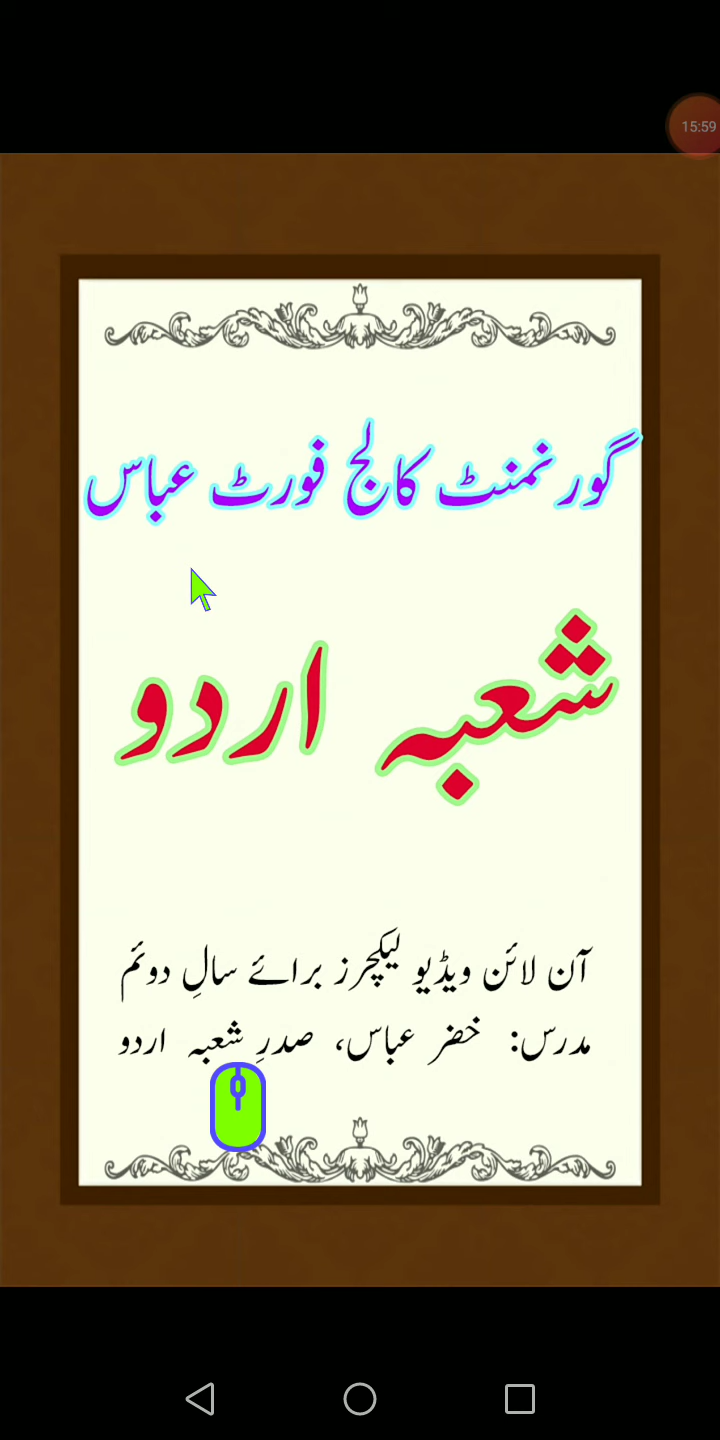 15:59
گورنمنٹ کالج فورٹ عباس
شعبہ اردو
آن لائن ویڈیو لیکچرز برائے سالِ دوئم
مدرس: خضر عباس، صدرِ شعبہ اردو